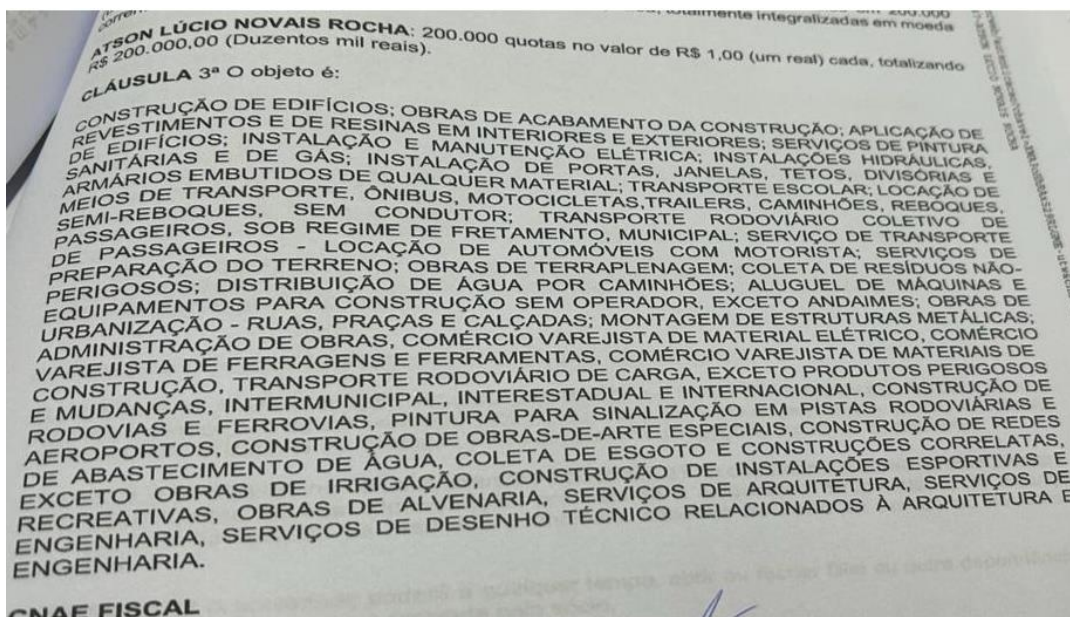 totalmente integralizadas em moeda
ATSON LÚCIO NOVAIS ROCHA: 200.000 quotas no valor de R$ 1,00 (um real) cada, totalizando
R$ 200.000,00 (Duzentos mil reais).
CLÁUSULA 3ª O objeto é:
CONSTRUÇÃO DE EDIFÍCIOS; OBRAS DE ACABAMENTO DA CONSTRUÇÃO; APLICAÇÃO DE
REVESTIMENTOS E DE RESINAS EM INTERIORES E EXTERIORES; SERVIÇOS DE PINTURA
DE EDIFÍCIOS; INSTALAÇÃO E MANUTENÇÃO ELÉTRICA; INSTALAÇÕES HIDRÁULICAS,
SANITÁRIAS E DE GÁS; INSTALAÇÃO DE PORTAS, JANELAS, TETOS, DIVISÓRIAS E
ARMÁRIOS EMBUTIDOS DE QUALQUER MATERIAL; TRANSPORTE ESCOLAR; LOCAÇÃO DE
MEIOS DE TRANSPORTE, ÔNIBUS, MOTOCICLETAS,TRAILERS, CAMINHÕES, REBOQUES,
SEMI-REBOQUES, SEM CONDUTOR; TRANSPORTE RODOVIÁRIO COLETIVO DE
PASSAGEIROS, SOB REGIME DE FRETAMENTO, MUNICIPAL; SERVIÇO DE TRANSPORTE
DE PASSAGEIROS - LOCAÇÃO DE AUTOMÓVEIS COM MOTORISTA; SERVIÇOS DE
PREPARAÇÃO DO TERRENO; OBRAS DE TERRAPLENAGEM; COLETA DE RESÍDUOS NÃO-
PERIGOSOS; DISTRIBUIÇÃO DE ÁGUA POR CAMINHÕES; ALUGUEL DE MÁQUINAS E
EQUIPAMENTOS PARA CONSTRUÇÃO SEM OPERADOR, EXCETO ANDAIMES; OBRAS DE
URBANIZAÇÃO - RUAS, PRAÇAS E CALÇADAS; MONTAGEM DE ESTRUTURAS METÁLICAS;
ADMINISTRAÇÃO DE OBRAS, COMÉRCIO VAREJISTA DE MATERIAL ELÉTRICO, COMÉRCIO
VAREJISTA DE FERRAGENS E FERRAMENTAS, COMÉRCIO VAREJISTA DE MATERIAIS DE
CONSTRUÇÃO, TRANSPORTE RODOVIÁRIO DE CARGA, EXCETO PRODUTOS PERIGOSOS
E MUDANÇAS, INTERMUNICIPAL, INTERESTADUAL E INTERNACIONAL, CONSTRUÇÃO DE
RODOVIAS E FERROVIAS, PINTURA PARA SINALIZAÇÃO EM PISTAS RODOVIÁRIAS E
AEROPORTOS, CONSTRUÇÃO DE OBRAS-DE-ARTE ESPECIAIS, CONSTRUÇÃO DE REDES
DE ABASTECIMENTO DE ÁGUA, COLETA DE ESGOTO E CONSTRUÇÕES CORRELATAS,
EXCETO OBRAS DE IRRIGAÇÃO, CONSTRUÇÃO DE INSTALAÇÕES ESPORTIVAS E
RECREATIVAS, OBRAS DE ALVENARIA, SERVIÇOS DE ARQUITETURA, SERVIÇOS DE
ENGENHARIA, SERVIÇOS DE DESENHO TÉCNICO RELACIONADOS À ARQUITETURA E
ENGENHARIA.
CNAE FISCAL